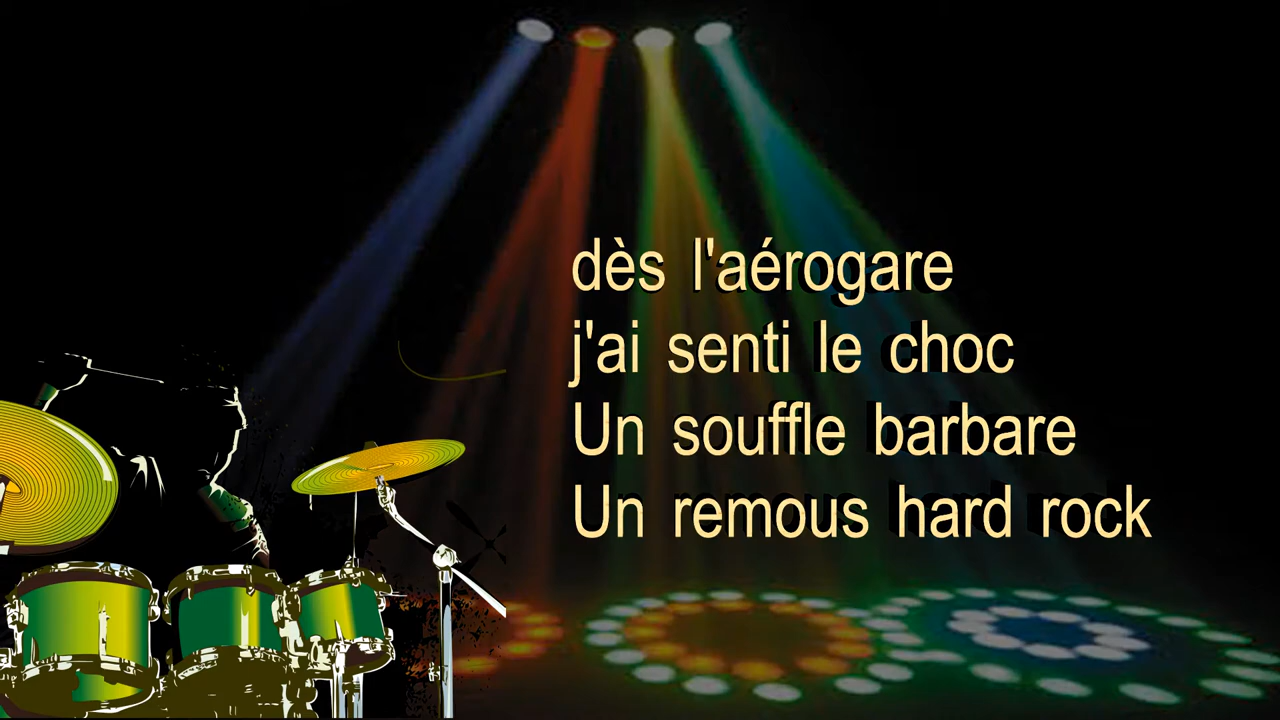 dès l'aérogare
j'ai senti le choc
Un souffle barbare
Un remous hard rock